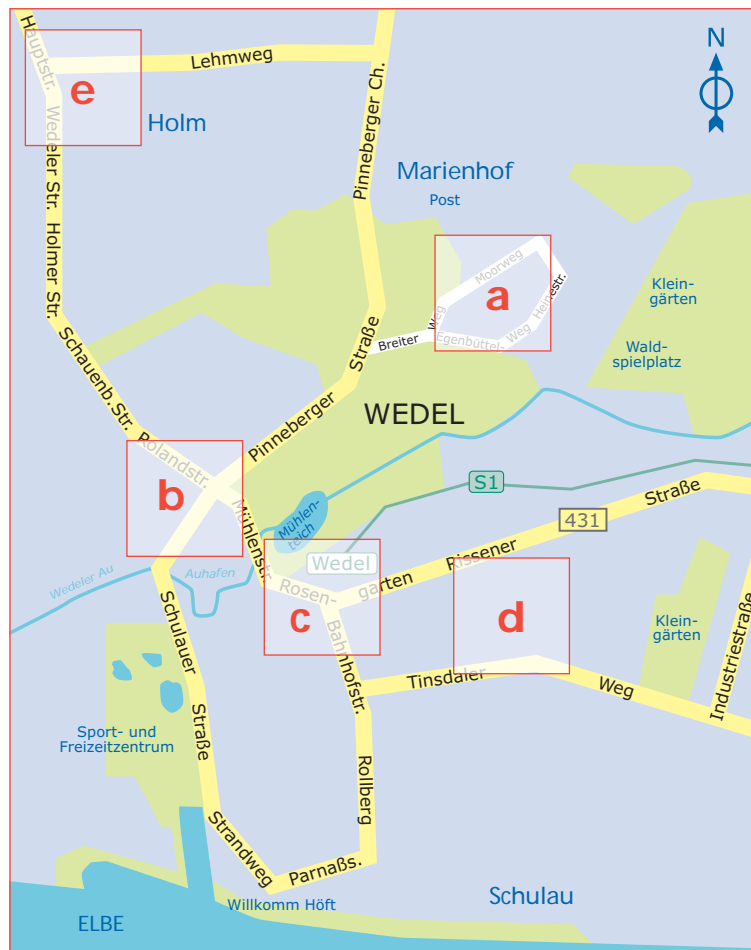 N
Hauptstr.
Lehmweg
e
Holm
Wedeler Str.
Pinneberger Ch.
Marienhof
Post
Holmer Str.
Moorweg
a
Heinestr.
Klein-
gärten
Breiter
Weg
Egenbüttel-
Weg
Wald-
spielplatz
Schauenb.Str.
Pinneberger
Straße
WEDEL
Rolandstr.
b
S1
Mühlenstr.
Mühlen-
teich
431
Rissener
Straße
Wedel
Wedeler Au
Auhafen
Rosen-
garten
c
d
Schulauer
Straße
Bahnhofstr.
Tinsdaler
Weg
Klein-
gärten
Industriestraße
Sport- und
Freizeitzentrum
Rollberg
Strandweg
Parnaßs.
Willkomm Höft
Schulau
ELBE